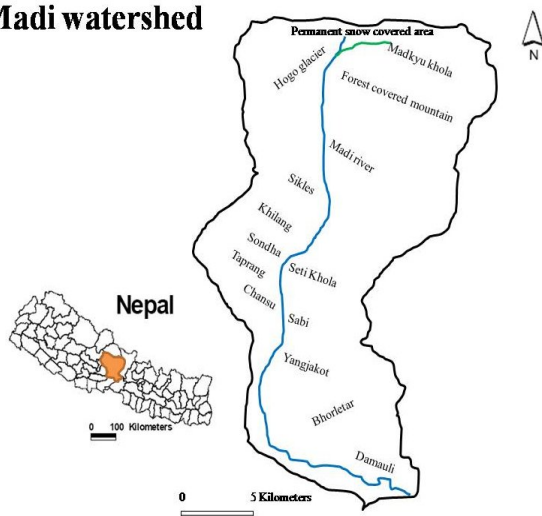 Madi watershed
Permanent snow covered area
Hogo glacier
Madkyu khola
Forest covered mountain
Madi river
Sikles
Khilang
Sondha
Seti Khola
Taprang
Chansu
Sabi
Nepal
Yangjakot
Bhorletar
Damauli
0 100 Kilometers
0 5 Kilometers
N